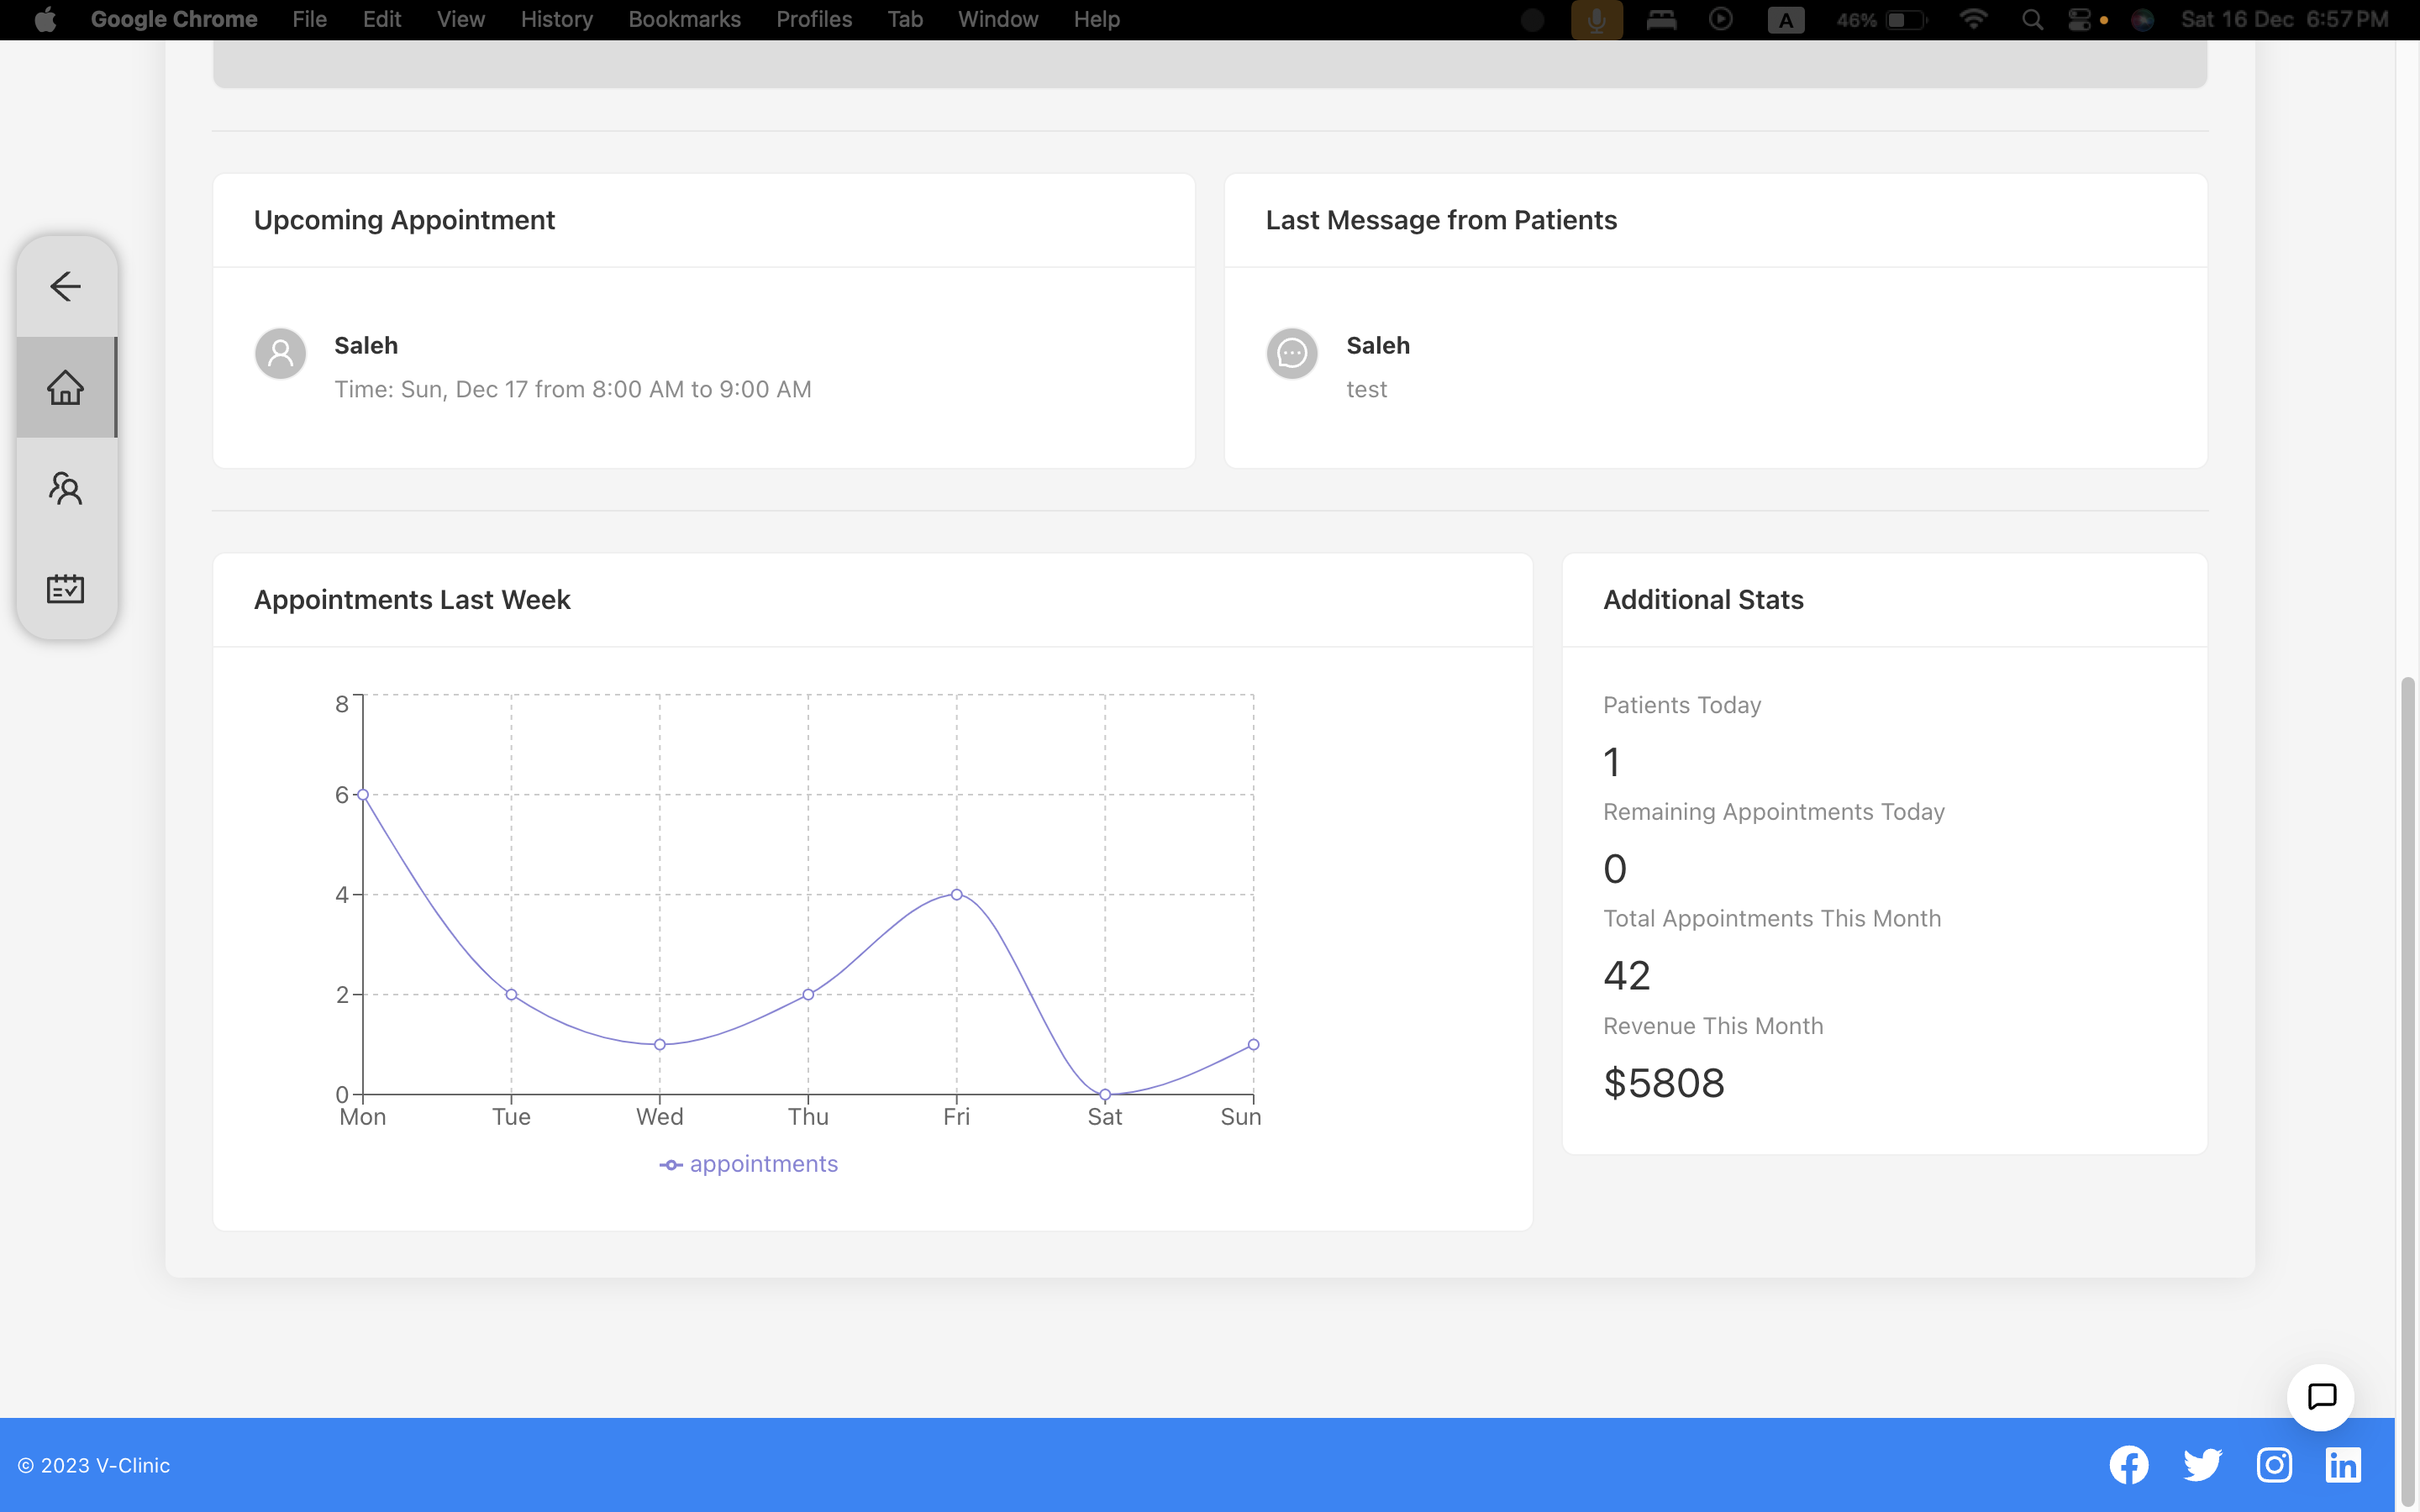 Google Chrome File Edit View History Bookmarks Profiles Tab Window Help A 46% Sat 16 Dec 6:57 PM
Upcoming Appointment
Saleh
Time: Sun, Dec 17 from 8:00 AM to 9:00 AM
Last Message from Patients
Saleh
test
Appointments Last Week
8
6
4
2
0
Mon Tue Wed Thu Fri Sat Sun
appointments
Additional Stats
Patients Today
1
Remaining Appointments Today
0
Total Appointments This Month
42
Revenue This Month
$5808
© 2023 V-Clinic